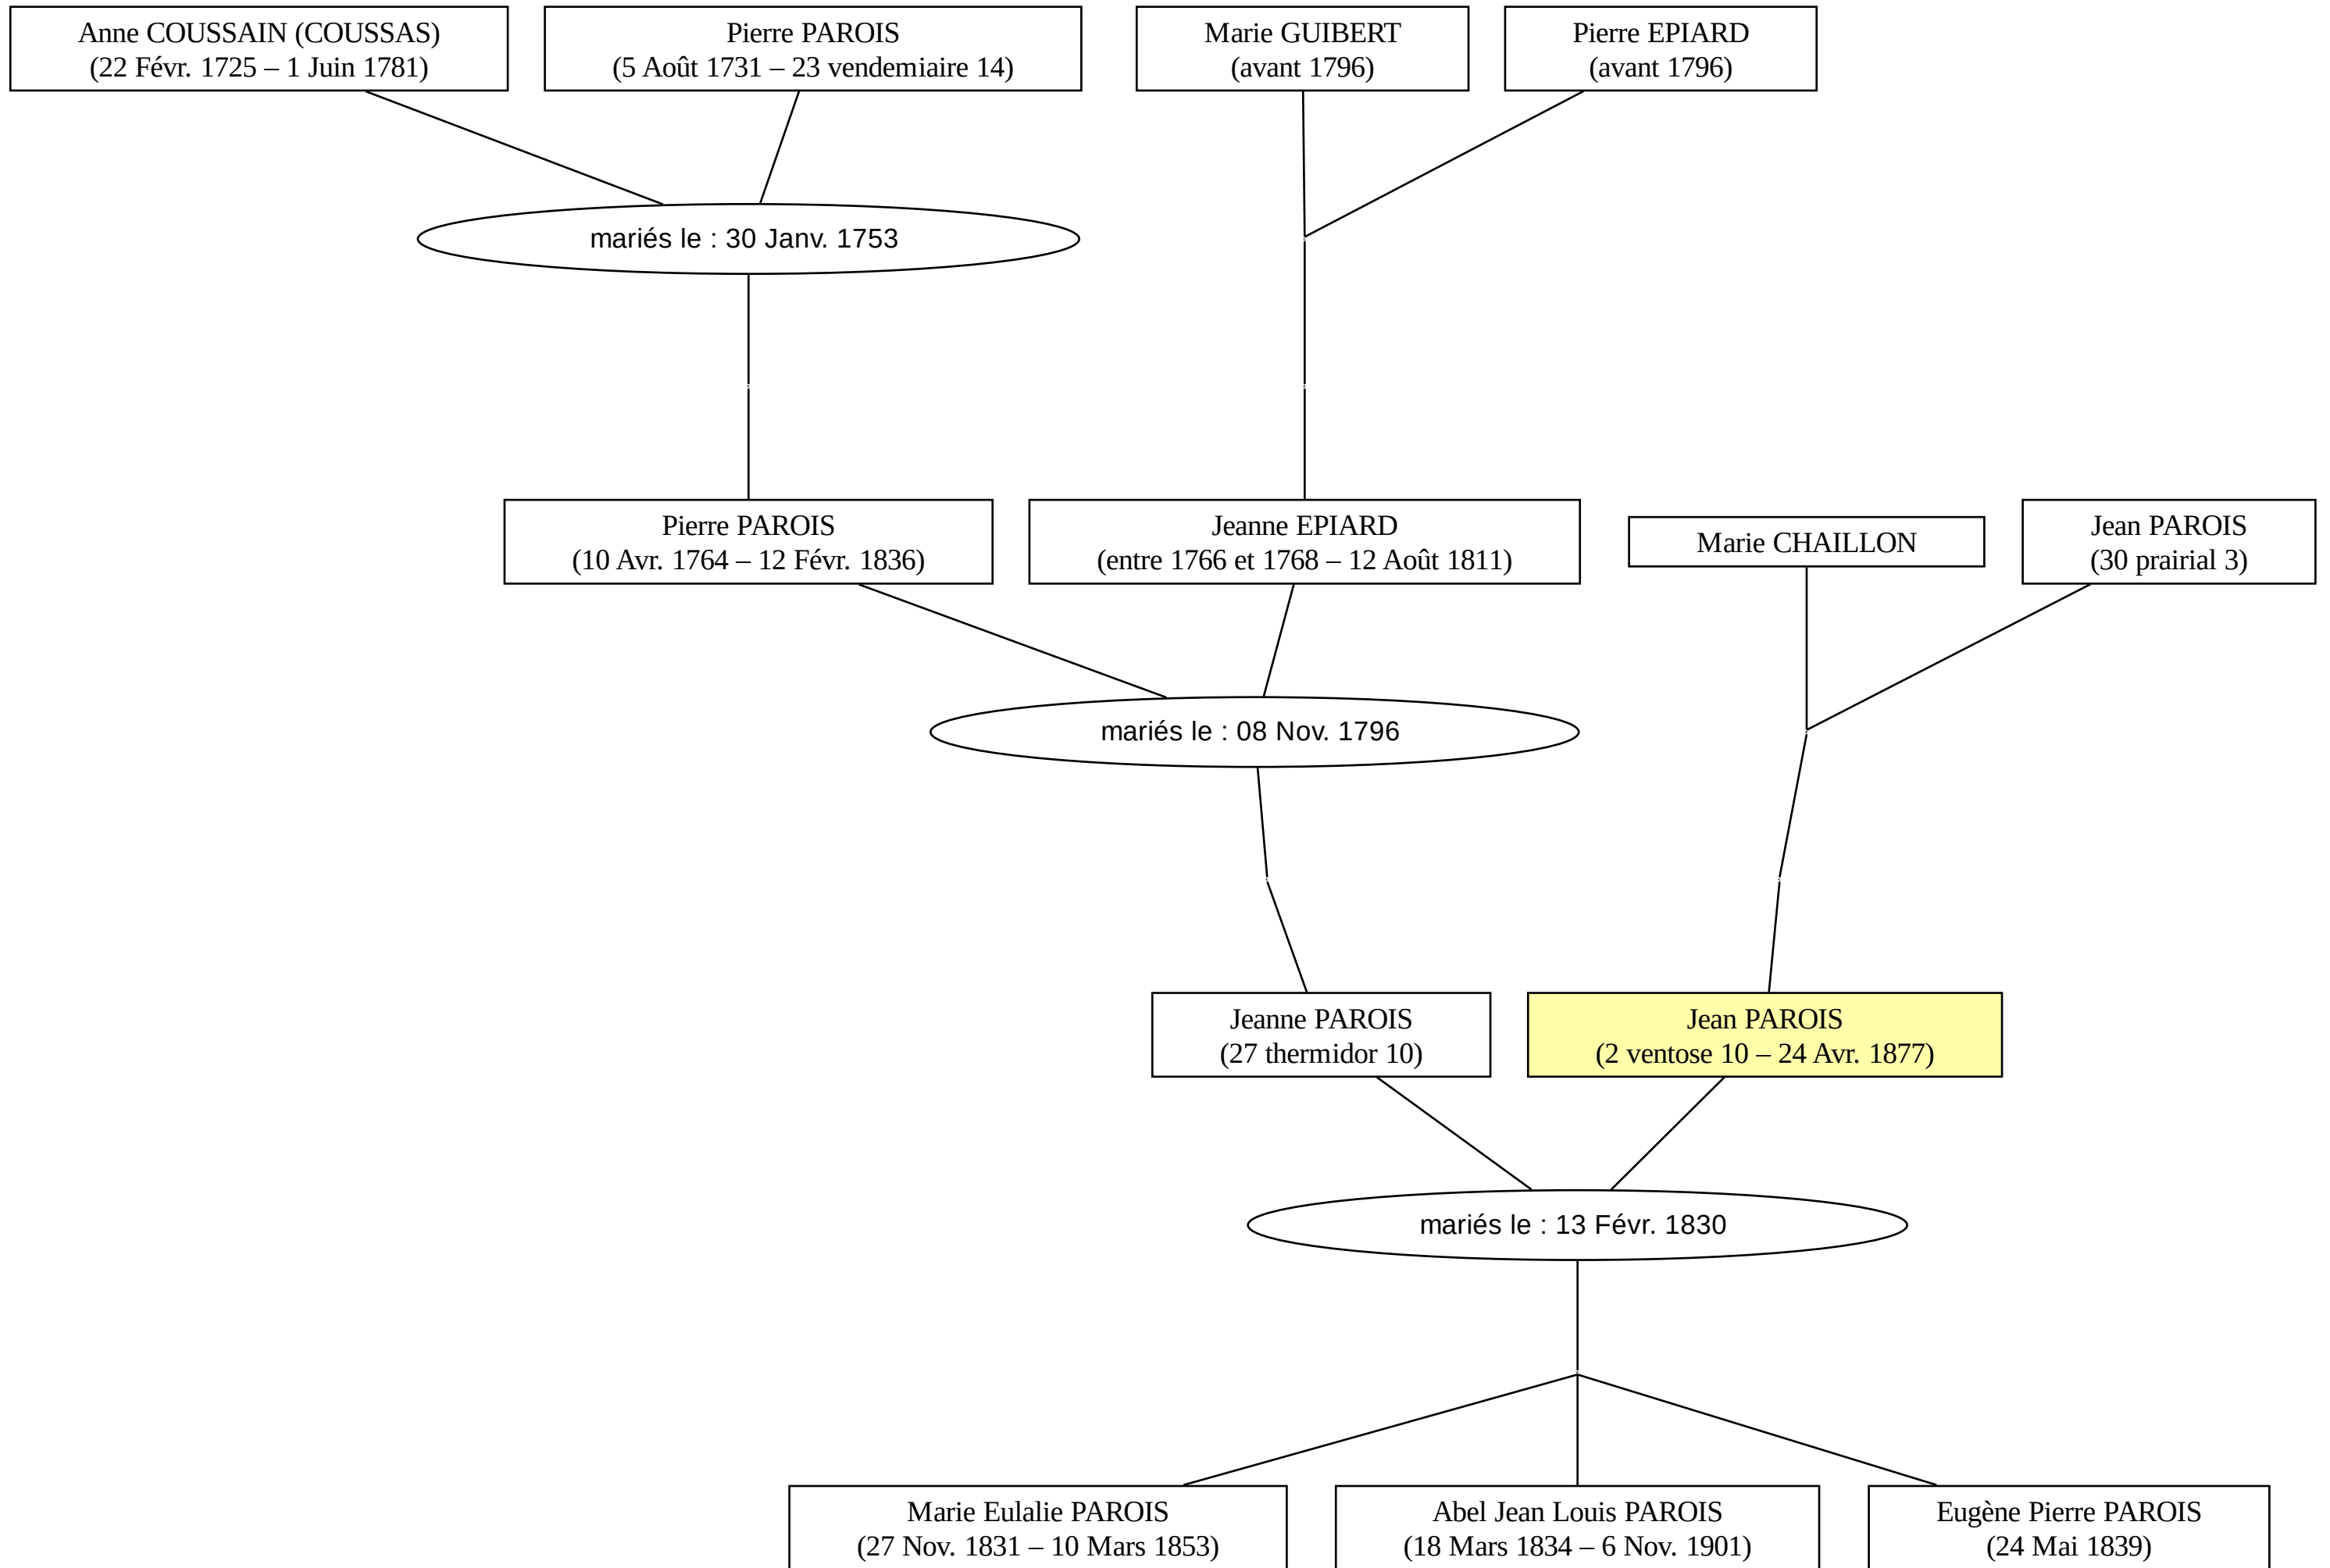 Anne COUSSAIN (COUSSAS)
(22 Févr. 1725 – 1 Juin 1781)
Pierre PAROIS
(5 Août 1731 – 23 vendemiaire 14)
Marie GUIBERT
(avant 1796)
Pierre EPIARD
(avant 1796)
mariés le : 30 Janv. 1753
Pierre PAROIS
(10 Avr. 1764 – 12 Févr. 1836)
Jeanne EPIARD
(entre 1766 et 1768 – 12 Août 1811)
Marie CHAILLON
Jean PAROIS
(30 prairial 3)
mariés le : 08 Nov. 1796
Jeanne PAROIS
(27 thermidor 10)
Jean PAROIS
(2 ventose 10 – 24 Avr. 1877)
mariés le : 13 Févr. 1830
Marie Eulalie PAROIS
(27 Nov. 1831 – 10 Mars 1853)
Abel Jean Louis PAROIS
(18 Mars 1834 – 6 Nov. 1901)
Eugène Pierre PAROIS
(24 Mai 1839)